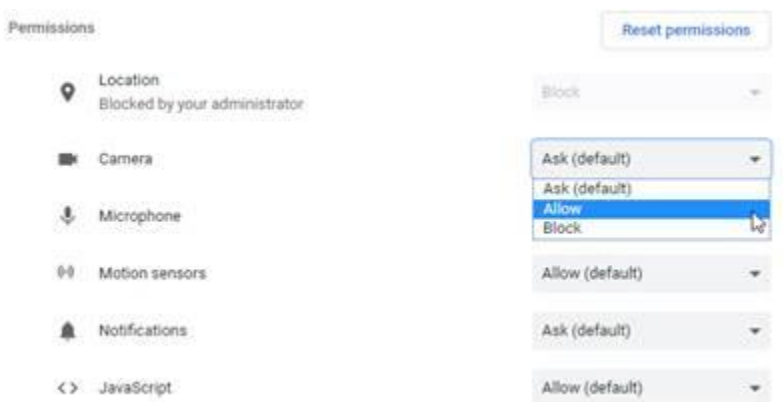 Permissions
Reset permissions
Location
Blocked by your administrator
Block
Camera
Ask (default)
Ask (default)
Allow
Block
Microphone
Motion sensors
Allow (default)
Notifications
Ask (default)
JavaScript
Allow (default)